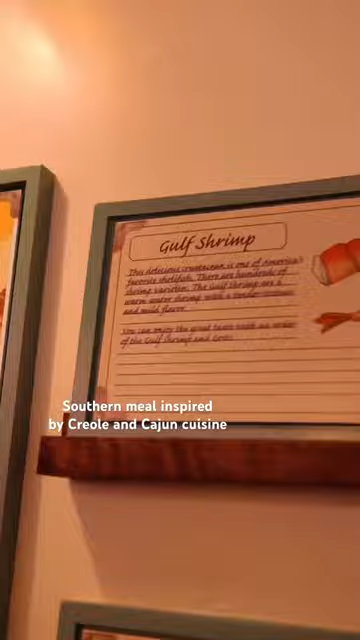 Gulf Shrimp
This delicious crustacean is one of America's
favorite shellfish. There are hundreds of
shrimp varieties. The Gulf Shrimp are a
warm water shrimp with a tender texture
and mild flavor.
You can enjoy the great taste with an order
of the Gulf Shrimp and Grits.
Southern meal inspired
by Creole and Cajun cuisine